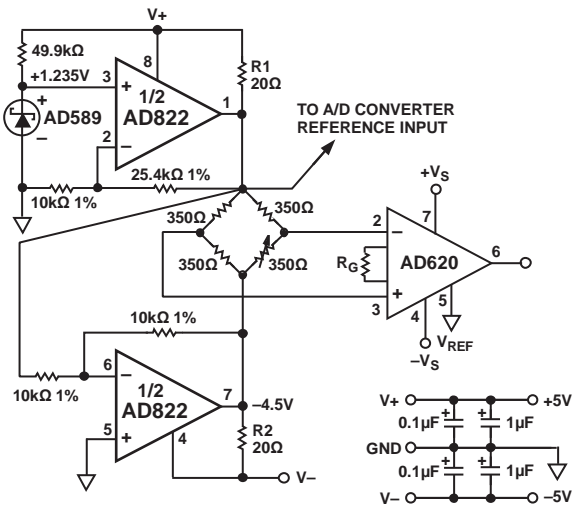 V+
49.9kΩ
+1.235V
AD589
+
–
3
+
8
1/2
AD822
1
2
–
R1
20Ω
TO A/D CONVERTER
REFERENCE INPUT
10kΩ 1%
25.4kΩ 1%
350Ω
350Ω
350Ω
350Ω
+VS
2
–
7
RG
AD620
6
+
3
4
5
VREF
–VS
10kΩ 1%
10kΩ 1%
6
–
1/2
AD822
7
–4.5V
5
+
4
R2
20Ω
V–
V+
+5V
0.1µF
+
+
1µF
GND
0.1µF
+
+
1µF
V–
–5V